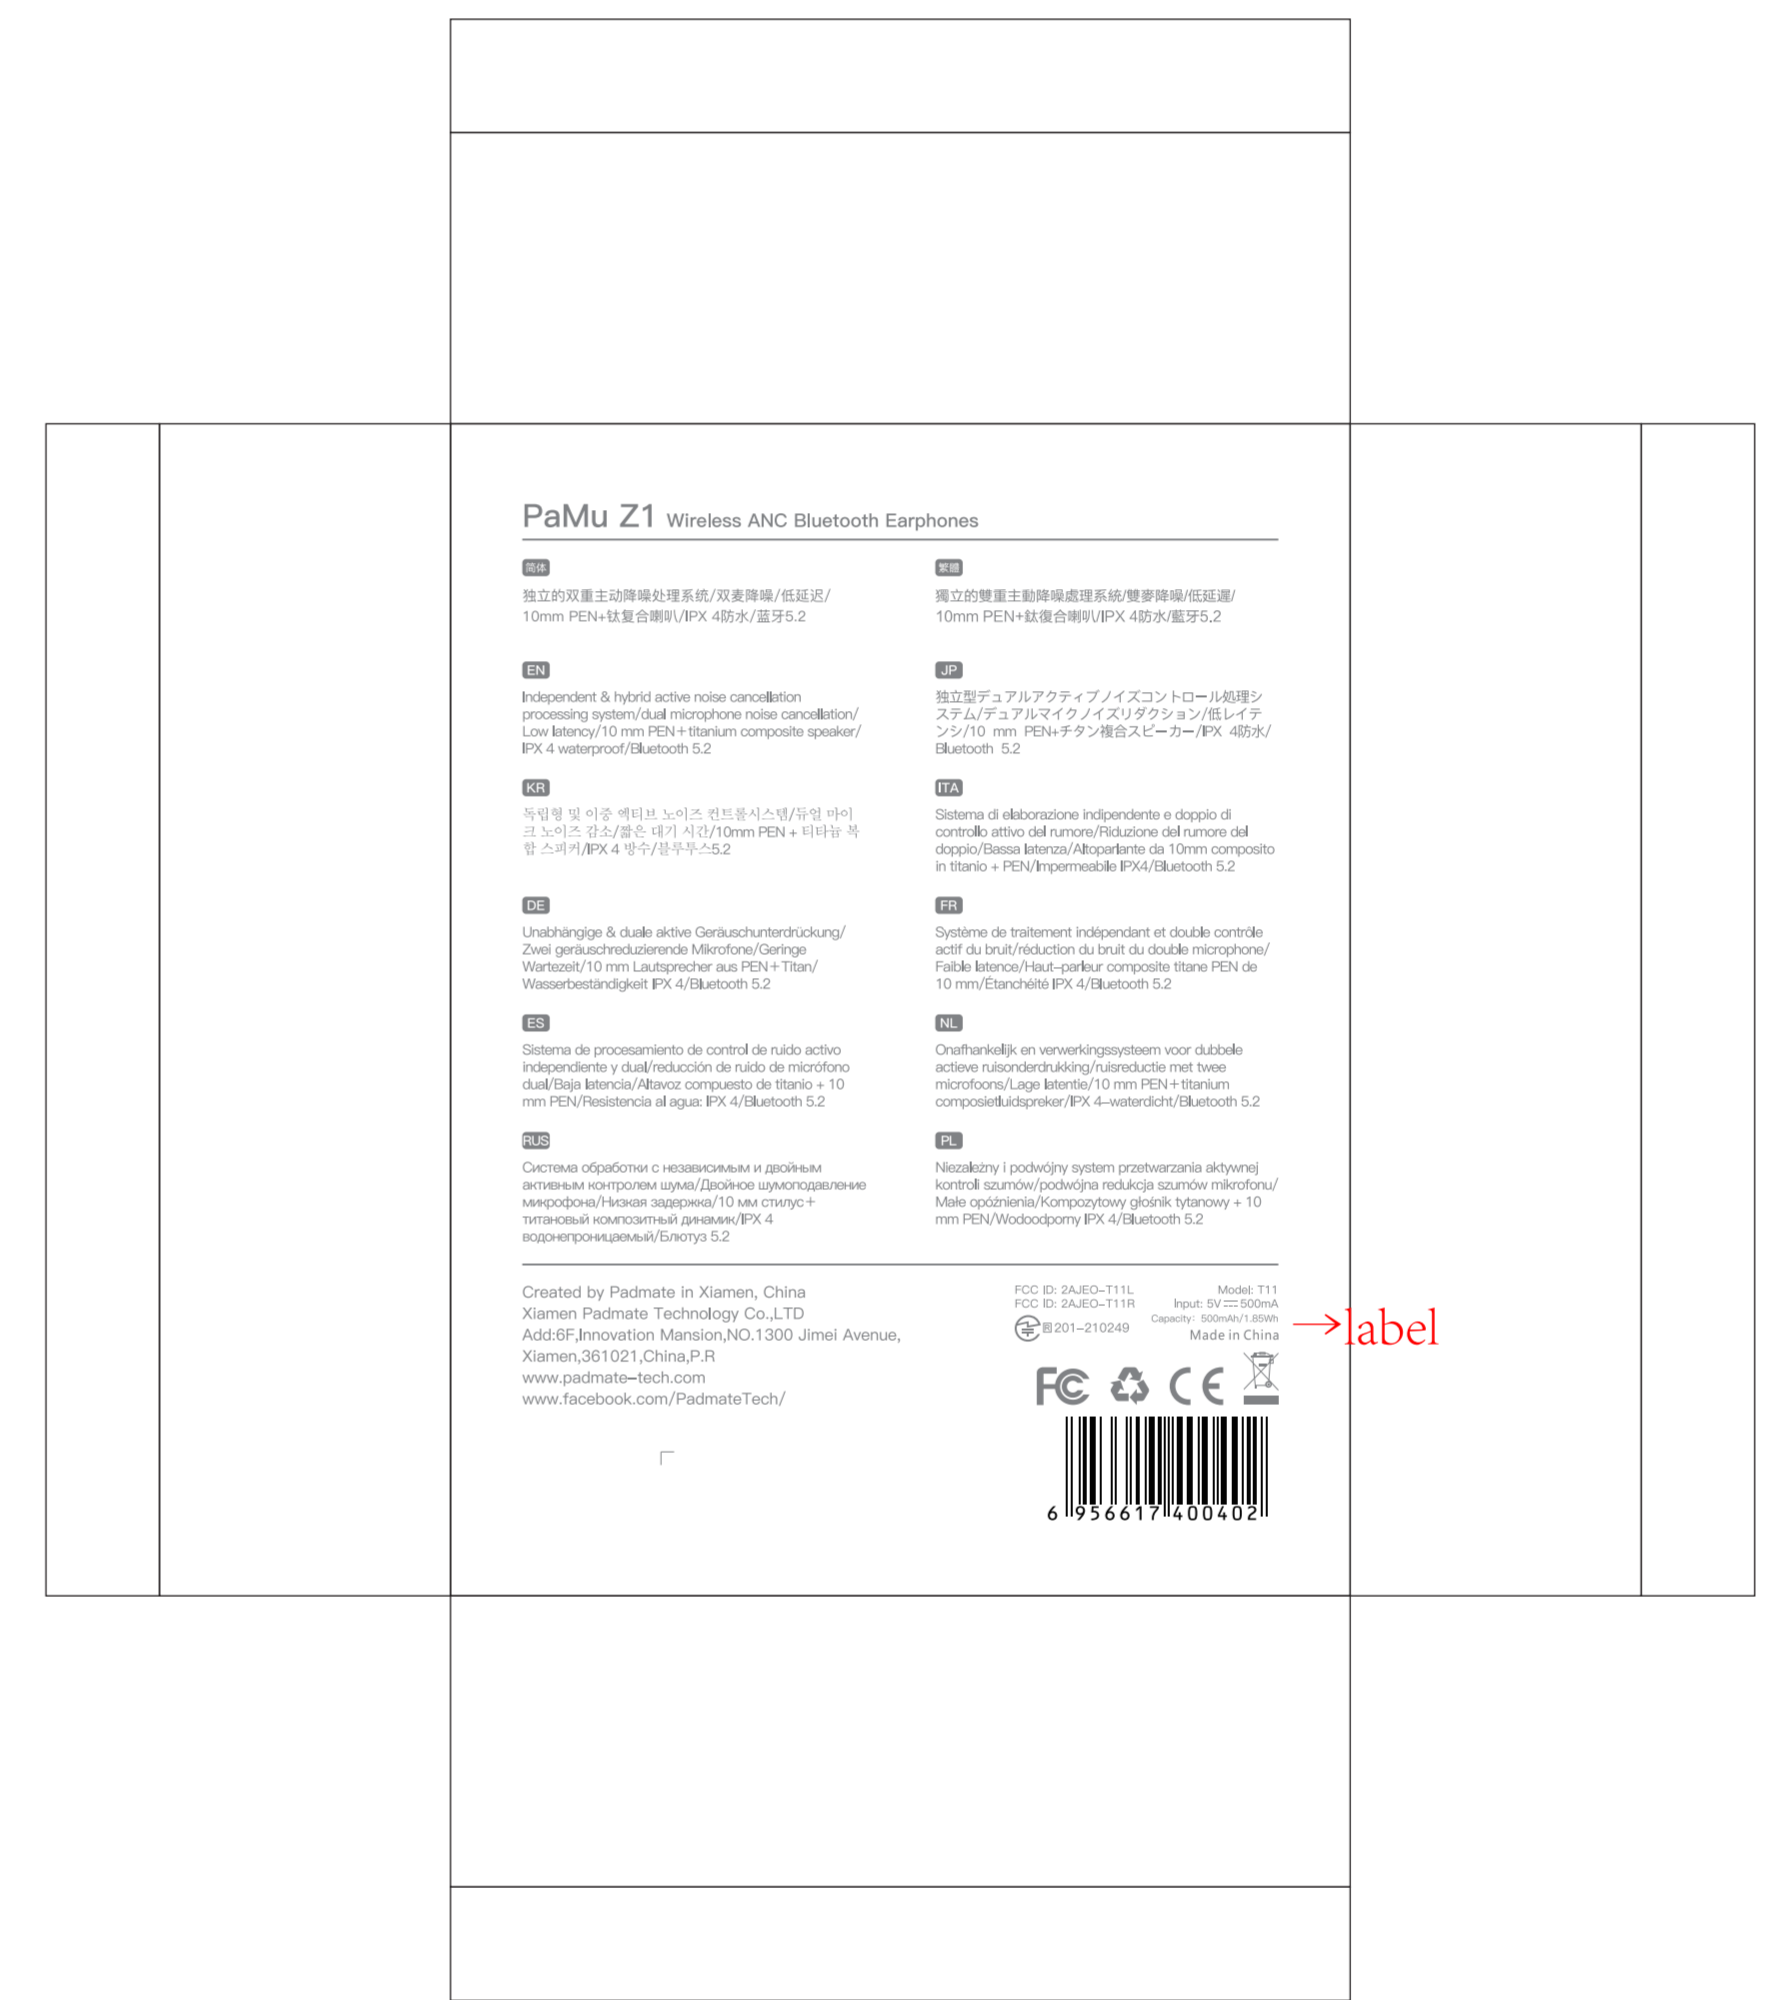 PaMu Z1 Wireless ANC Bluetooth Earphones
简体
独立的双重主动降噪处理系统/双麦降噪/低延迟/
10mm PEN+钛复合喇叭/IPX 4防水/蓝牙5.2
繁體
獨立的雙重主動降噪處理系統/雙麥降噪/低延遲/
10mm PEN+鈦復合喇叭/IPX 4防水/藍牙5.2
EN
Independent & hybrid active noise cancellation
processing system/dual microphone noise cancellation/
Low latency/10 mm PEN+titanium composite speaker/
IPX 4 waterproof/Bluetooth 5.2
JP
独立型デュアルアクティブノイズコントロール処理シ
ステム/デュアルマイクノイズリダクション/低レイテ
ンシ/10 mm PEN+チタン複合スピーカー/IPX 4防水/
Bluetooth 5.2
KR
독립형 및 이중 엑티브 노이즈 컨트롤시스템/듀얼 마이
크 노이즈 감소/짧은 대기 시간/10mm PEN + 티타늄 복
합 스피커/IPX 4 방수/블루투스5.2
ITA
Sistema di elaborazione indipendente e doppio di
controllo attivo del rumore/Riduzione del rumore del
doppio/Bassa latenza/Altoparlante da 10mm composito
in titanio + PEN/Impermeabile IPX4/Bluetooth 5.2
DE
Unabhängige & duale aktive Geräuschunterdrückung/
Zwei geräuschreduzierende Mikrofone/Geringe
Wartezeit/10 mm Lautsprecher aus PEN+Titan/
Wasserbeständigkeit IPX 4/Bluetooth 5.2
FR
Système de traitement indépendant et double contrôle
actif du bruit/réduction du bruit du double microphone/
Faible latence/Haut-parleur composite titane PEN de
10 mm/Étanchéité IPX 4/Bluetooth 5.2
ES
Sistema de procesamiento de control de ruido activo
independiente y dual/reducción de ruido de micrófono
dual/Baja latencia/Altavoz compuesto de titanio + 10
mm PEN/Resistencia al agua: IPX 4/Bluetooth 5.2
NL
Onafhankelijk en verwerkingssysteem voor dubbele
actieve ruisonderdrukking/ruisreductie met twee
microfoons/Lage latentie/10 mm PEN+titanium
composietluidspreker/IPX 4-waterdicht/Bluetooth 5.2
RUS
Система обработки с независимым и двойным
активным контролем шума/Двойное шумоподавление
микрофона/Низкая задержка/10 мм стилус+
титановый композитный динамик/IPX 4
водонепроницаемый/Блютуз 5.2
PL
Niezależny i podwójny system przetwarzania aktywnej
kontroli szumów/podwójna redukcja szumów mikrofonu/
Małe opóźnienia/Kompozytowy głośnik tytanowy + 10
mm PEN/Wodoodporny IPX 4/Bluetooth 5.2
Created by Padmate in Xiamen, China
Xiamen Padmate Technology Co.,LTD
Add:6F,Innovation Mansion,NO.1300 Jimei Avenue,
Xiamen,361021,China,P.R
www.padmate-tech.com
www.facebook.com/PadmateTech/
FCC ID: 2AJEO-T11L
FCC ID: 2AJEO-T11R
R 201-210249
Model: T11
Input: 5V⎓500mA
Capacity: 500mAh/1.85Wh
Made in China
label
FC CE
6 956617 400402